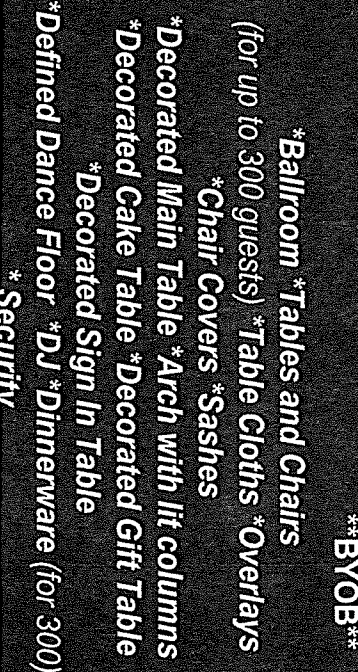 **BYOB**
*Ballroom *Tables and Chairs
(for up to 300 guests) *Table Cloths *Overlays
*Chair Covers *Sashes
*Decorated Main Table *Arch with lit columns
*Decorated Cake Table *Decorated Gift Table
*Decorated Sign In Table
*Defined Dance Floor *DJ *Dinnerware (for 300)
* Security